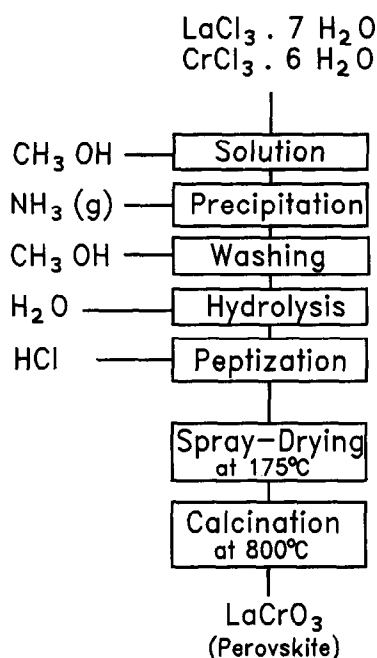 LaCl₃ . 7 H₂O
CrCl₃ . 6 H₂O
CH₃ OH
Solution
NH₃ (g)
Precipitation
CH₃ OH
Washing
H₂O
Hydrolysis
HCl
Peptization
Spray-Drying
at 175°C
Calcination
at 800°C
LaCrO₃
(Perovskite)